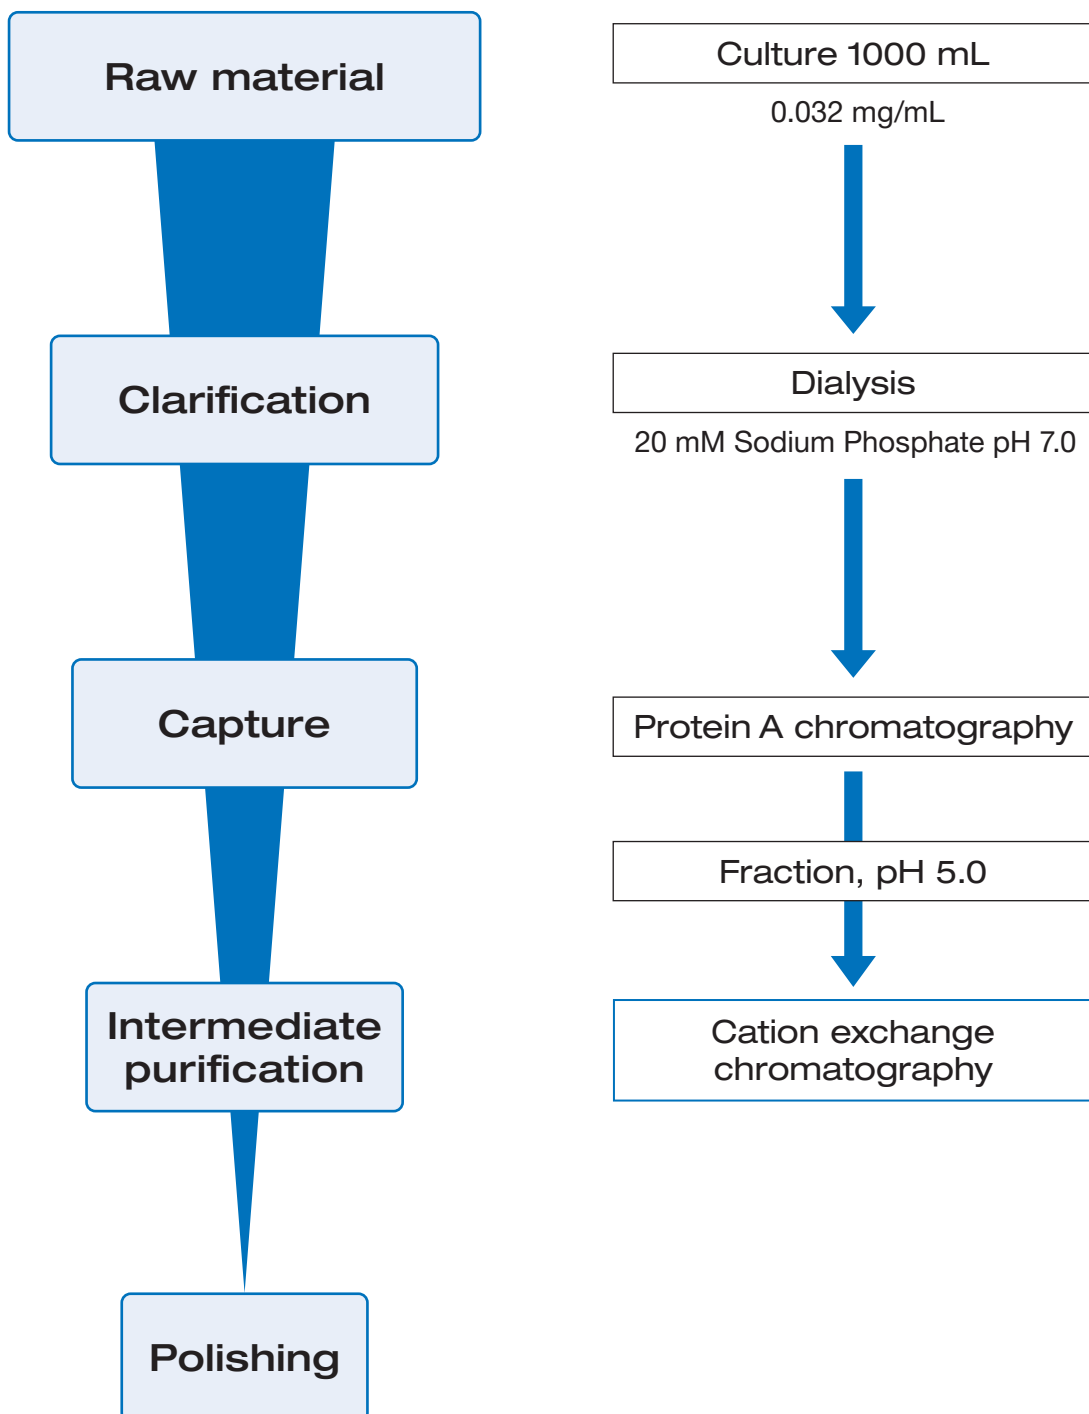 Raw material
Culture 1000 mL
0.032 mg/mL
Clarification
Dialysis
20 mM Sodium Phosphate pH 7.0
Capture
Protein A chromatography
Fraction, pH 5.0
Intermediate
purification
Cation exchange
chromatography
Polishing